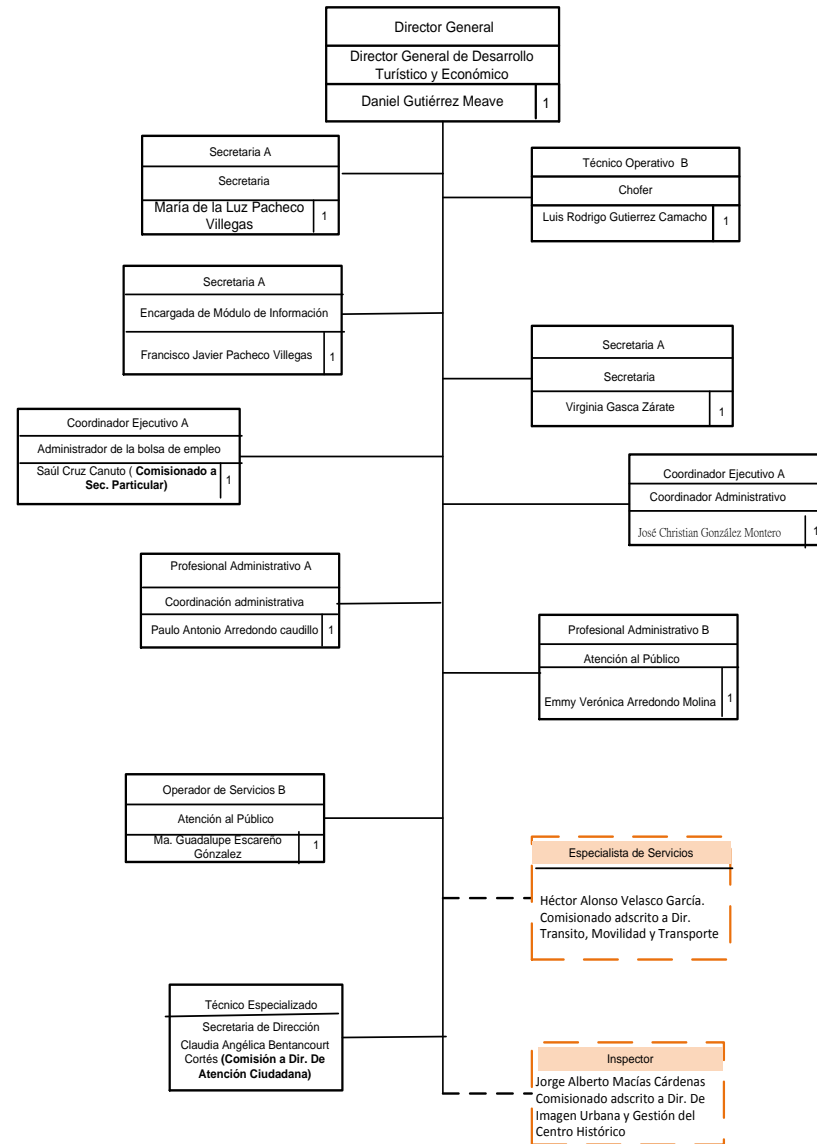 Director General
Director General de Desarrollo
Turístico y Económico
Daniel Gutiérrez Meave
1
Secretaria A
Secretaria
María de la Luz Pacheco
Villegas
1
Técnico Operativo B
Chofer
Luis Rodrigo Gutierrez Camacho
1
Secretaria A
Encargada de Módulo de Información
Francisco Javier Pacheco Villegas
1
Secretaria A
Secretaria
Virginia Gasca Zárate
1
Coordinador Ejecutivo A
Administrador de la bolsa de empleo
Saúl Cruz Canuto ( Comisionado a
Sec. Particular)
1
Coordinador Ejecutivo A
Coordinador Administrativo
José Christian González Montero
1
Profesional Administrativo A
Coordinación administrativa
Paulo Antonio Arredondo caudillo
1
Profesional Administrativo B
Atención al Público
Emmy Verónica Arredondo Molina
1
Operador de Servicios B
Atención al Público
Ma. Guadalupe Escareño
Gónzalez
1
Especialista de Servicios
Héctor Alonso Velasco García.
Comisionado adscrito a Dir.
Transito, Movilidad y Transporte
Técnico Especializado
Secretaria de Dirección
Claudia Angélica Bentancourt
Cortés (Comisión a Dir. De
Atención Ciudadana)
Inspector
Jorge Alberto Macías Cárdenas
Comisionado adscrito a Dir. De
Imagen Urbana y Gestión del
Centro Histórico